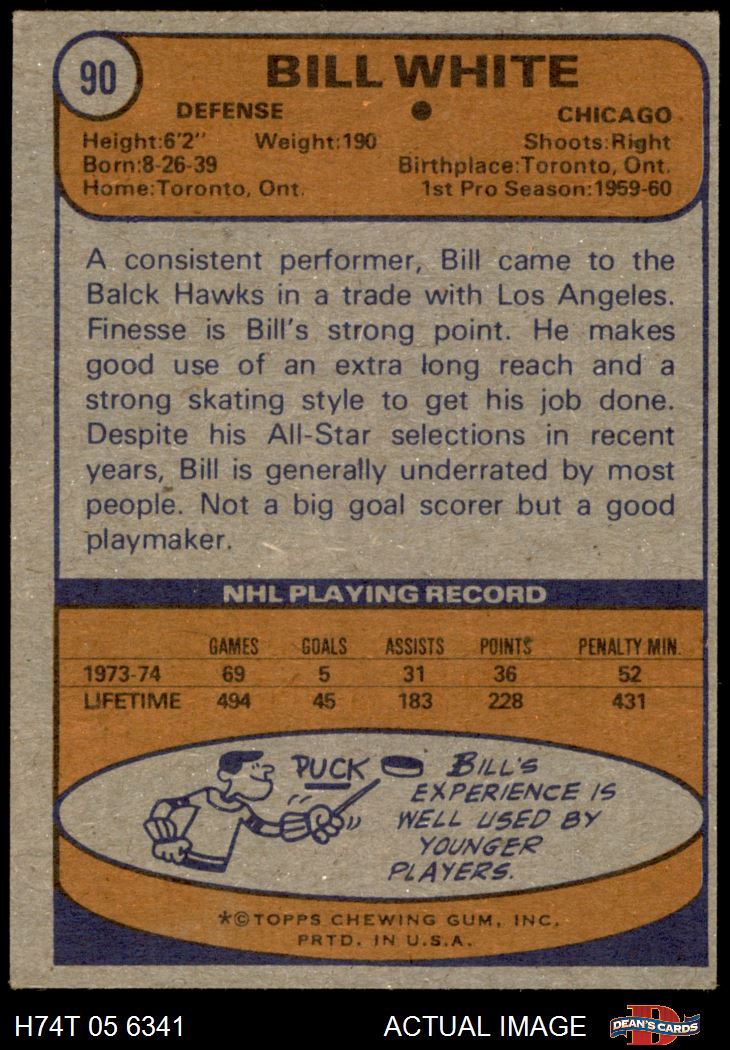 90
BILL WHITE
DEFENSE ● CHICAGO
Height:6'2" Weight:190 Shoots:Right
Born:8-26-39 Birthplace:Toronto, Ont.
Home:Toronto, Ont. 1st Pro Season:1959-60
A consistent performer, Bill came to the
Balck Hawks in a trade with Los Angeles.
Finesse is Bill's strong point. He makes
good use of an extra long reach and a
strong skating style to get his job done.
Despite his All-Star selections in recent
years, Bill is generally underrated by most
people. Not a big goal scorer but a good
playmaker.
NHL PLAYING RECORD
GAMES GOALS ASSISTS POINTS PENALTY MIN.
1973-74 69 5 31 36 52
LIFETIME 494 45 183 228 431
PUCK
BILL'S
EXPERIENCE IS
WELL USED BY
YOUNGER
PLAYERS.
*©TOPPS CHEWING GUM, INC.
PRTD. IN U.S.A.
H74T 05 6341 ACTUAL IMAGE D DEAN'S CARDS